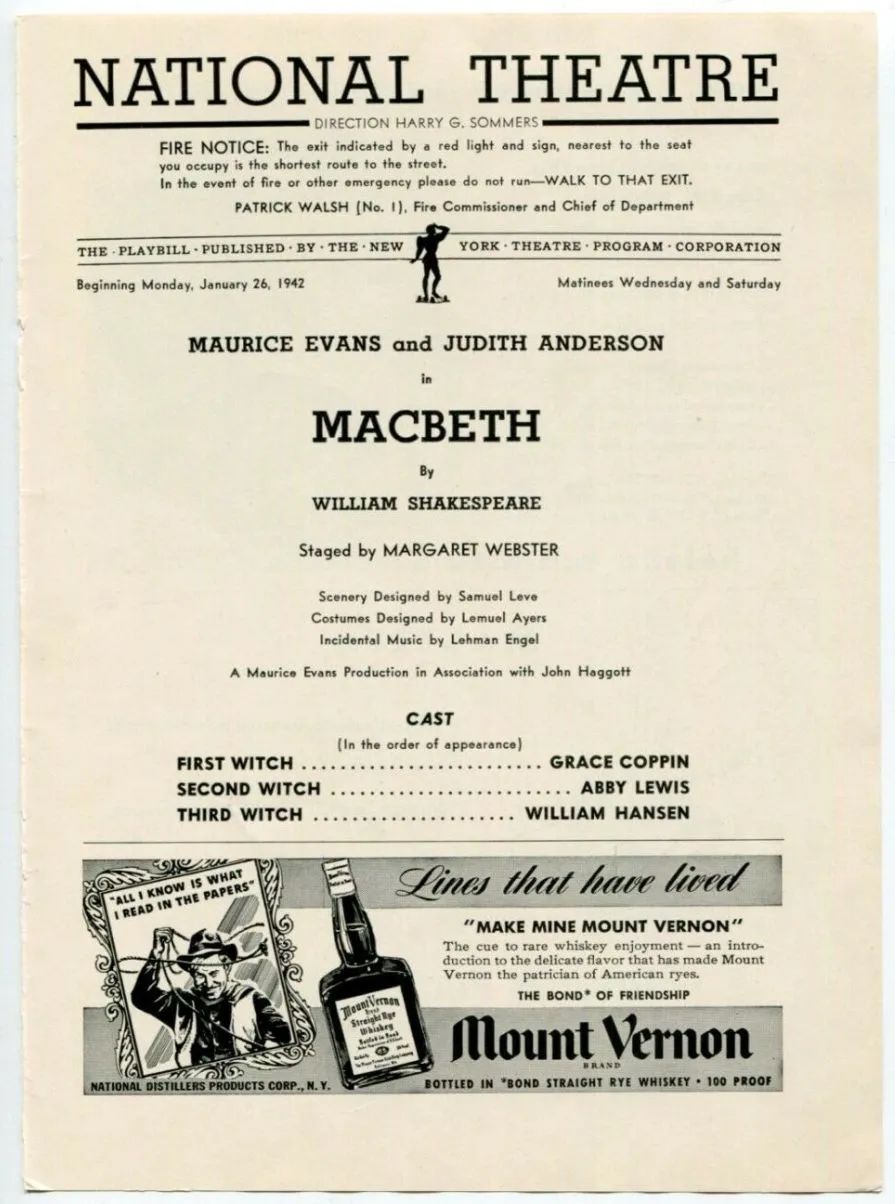 NATIONAL THEATRE
DIRECTION HARRY G. SOMMERS
FIRE NOTICE: The exit indicated by a red light and sign, nearest to the seat
you occupy is the shortest route to the street.
In the event of fire or other emergency please do not run—WALK TO THAT EXIT.
PATRICK WALSH (No. 1), Fire Commissioner and Chief of Department
THE · PLAYBILL · PUBLISHED · BY · THE · NEW YORK · THEATRE · PROGRAM · CORPORATION
Beginning Monday, January 26, 1942 Matinees Wednesday and Saturday
MAURICE EVANS and JUDITH ANDERSON
in
MACBETH
By
WILLIAM SHAKESPEARE
Staged by MARGARET WEBSTER
Scenery Designed by Samuel Leve
Costumes Designed by Lemuel Ayers
Incidental Music by Lehman Engel
A Maurice Evans Production in Association with John Haggott
CAST
(In the order of appearance)
FIRST WITCH ......................... GRACE COPPIN
SECOND WITCH ......................... ABBY LEWIS
THIRD WITCH ..................... WILLIAM HANSEN
"ALL I KNOW IS WHAT
I READ IN THE PAPERS"
Lines that have lived
"MAKE MINE MOUNT VERNON"
The cue to rare whiskey enjoyment — an intro-
duction to the delicate flavor that has made Mount
Vernon the patrician of American ryes.
THE BOND* OF FRIENDSHIP
Mount Vernon
BRAND
Straight Rye
Whiskey
Bottled in Bond
Mount Vernon
BRAND
NATIONAL DISTILLERS PRODUCTS CORP., N. Y.
BOTTLED IN *BOND STRAIGHT RYE WHISKEY • 100 PROOF